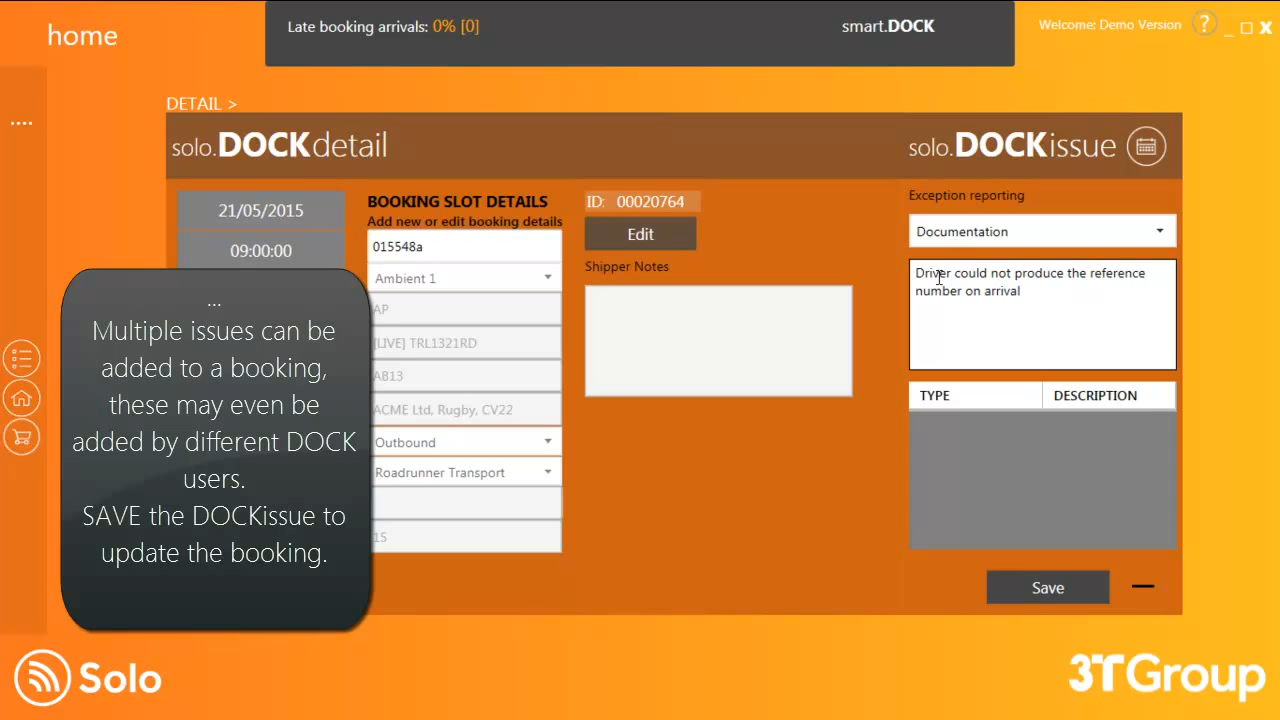 home
Late booking arrivals: 0% [0]
smart.DOCK
Welcome: Demo Version
?
....
DETAIL >
solo.DOCKdetail
solo.DOCKissue
21/05/2015
09:00:00
BOOKING SLOT DETAILS
Add new or edit booking details
015548a
Ambient 1
AP
[LIVE] TRL1321RD
AB13
ACME Ltd, Rugby, CV22
Outbound
Roadrunner Transport
15
ID: 00020764
Edit
Shipper Notes
Exception reporting
Documentation
Driver could not produce the reference
number on arrival
TYPE DESCRIPTION
Save
...
Multiple issues can be
added to a booking,
these may even be
added by different DOCK
users.
SAVE the DOCKissue to
update the booking.
Solo
3TGroup